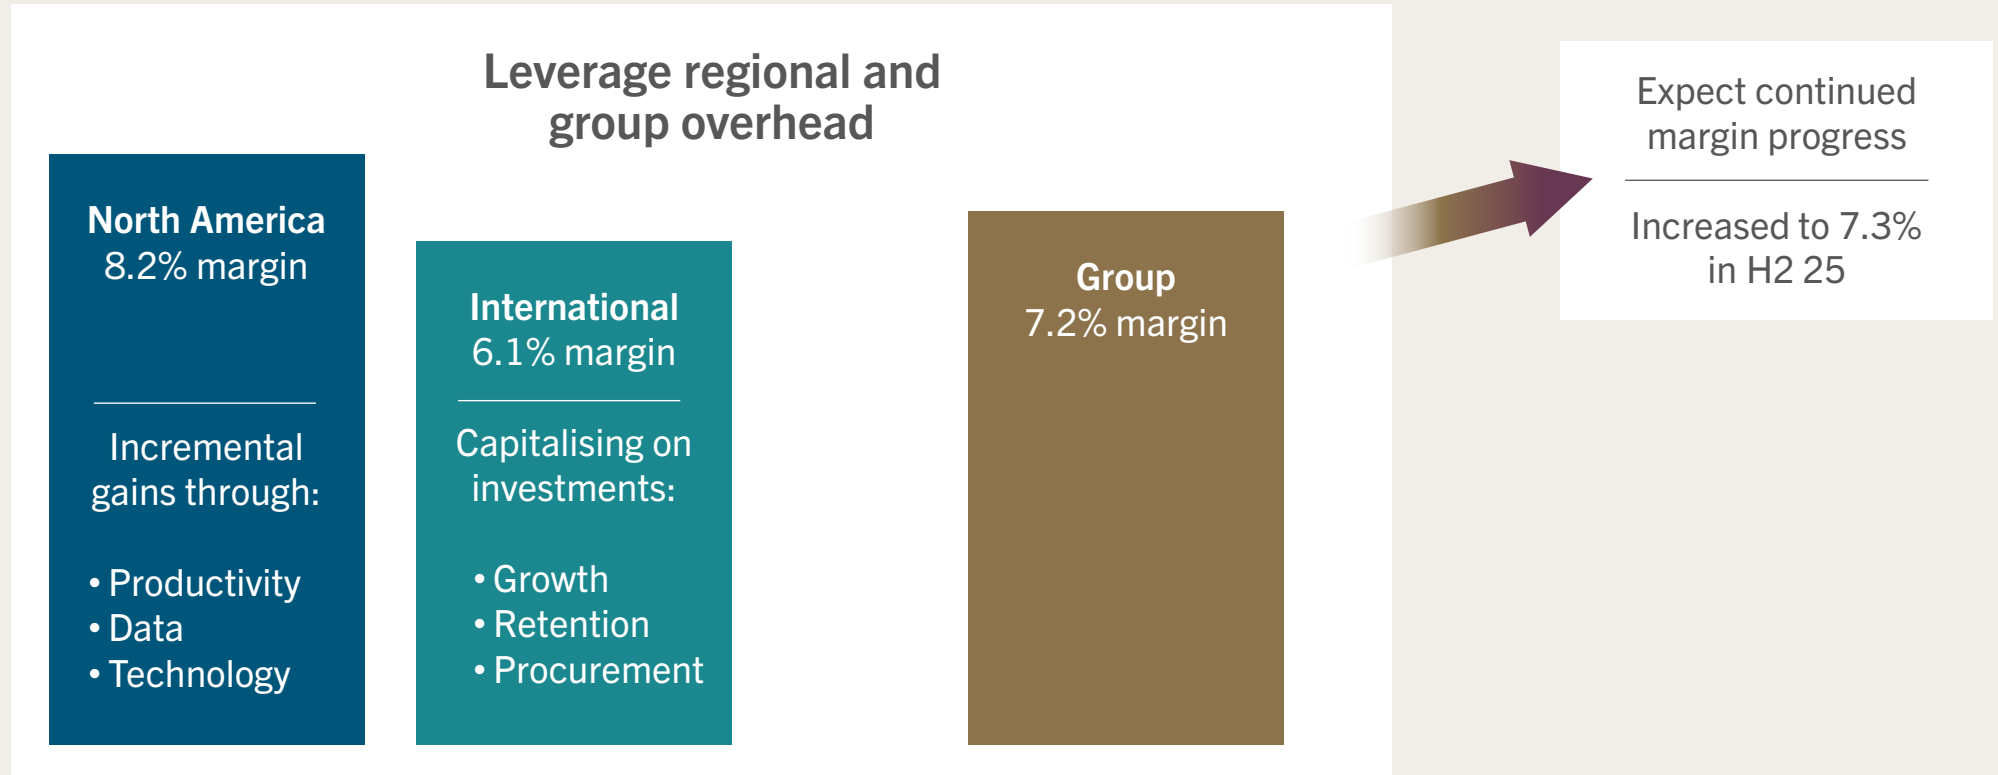 Leverage regional and
group overhead
North America
8.2% margin
Incremental
gains through:
• Productivity
• Data
• Technology
International
6.1% margin
Capitalising on
investments:
• Growth
• Retention
• Procurement
Group
7.2% margin
Expect continued
margin progress
Increased to 7.3%
in H2 25